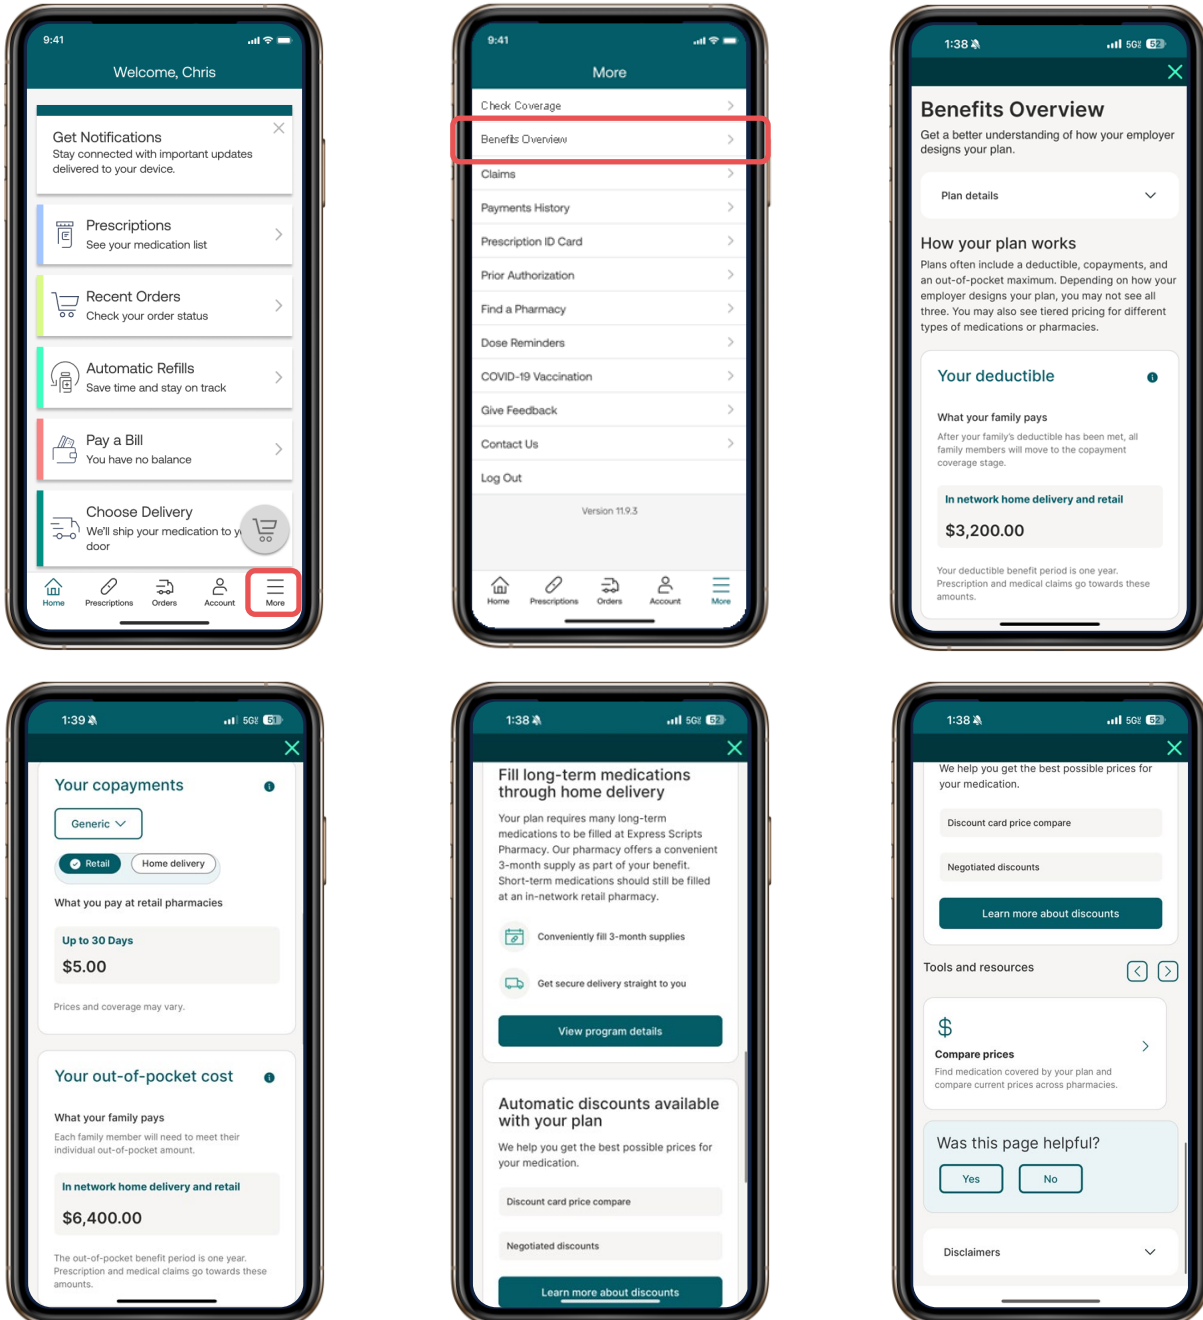 9:41
Welcome, Chris
Get Notifications
Stay connected with important updates
delivered to your device.
Prescriptions
See your medication list
Recent Orders
Check your order status
Automatic Refills
Save time and stay on track
Pay a Bill
You have no balance
Choose Delivery
We'll ship your medication to y
door
Home
Prescriptions
Orders
Account
More
9:41
More
Check Coverage
Benefits Overview
Claims
Payments History
Prescription ID Card
Prior Authorization
Find a Pharmacy
Dose Reminders
COVID-19 Vaccination
Give Feedback
Contact Us
Log Out
Version 11.9.3
Home
Prescriptions
Orders
Account
More
1:38
5G 52
Benefits Overview
Get a better understanding of how your employer
designs your plan.
Plan details
How your plan works
Plans often include a deductible, copayments, and
an out-of-pocket maximum. Depending on how your
employer designs your plan, you may not see all
three. You may also see tiered pricing for different
types of medications or pharmacies.
Your deductible
What your family pays
After your family's deductible has been met, all
family members will move to the copayment
coverage stage.
In network home delivery and retail
$3,200.00
Your deductible benefit period is one year.
Prescription and medical claims go towards these
amounts.
1:39
5G 51
Your copayments
Generic
Retail
Home delivery
What you pay at retail pharmacies
Up to 30 Days
$5.00
Prices and coverage may vary.
Your out-of-pocket cost
What your family pays
Each family member will need to meet their
individual out-of-pocket amount.
In network home delivery and retail
$6,400.00
The out-of-pocket benefit period is one year.
Prescription and medical claims go towards these
amounts.
1:38
5G 52
Fill long-term medications
through home delivery
Your plan requires many long-term
medications to be filled at Express Scripts
Pharmacy. Our pharmacy offers a convenient
3-month supply as part of your benefit.
Short-term medications should still be filled
at an in-network retail pharmacy.
Conveniently fill 3-month supplies
Get secure delivery straight to you
View program details
Automatic discounts available
with your plan
We help you get the best possible prices for
your medication.
Discount card price compare
Negotiated discounts
Learn more about discounts
1:38
5G 52
We help you get the best possible prices for
your medication.
Discount card price compare
Negotiated discounts
Learn more about discounts
Tools and resources
$
Compare prices
Find medication covered by your plan and
compare current prices across pharmacies.
Was this page helpful?
Yes
No
Disclaimers